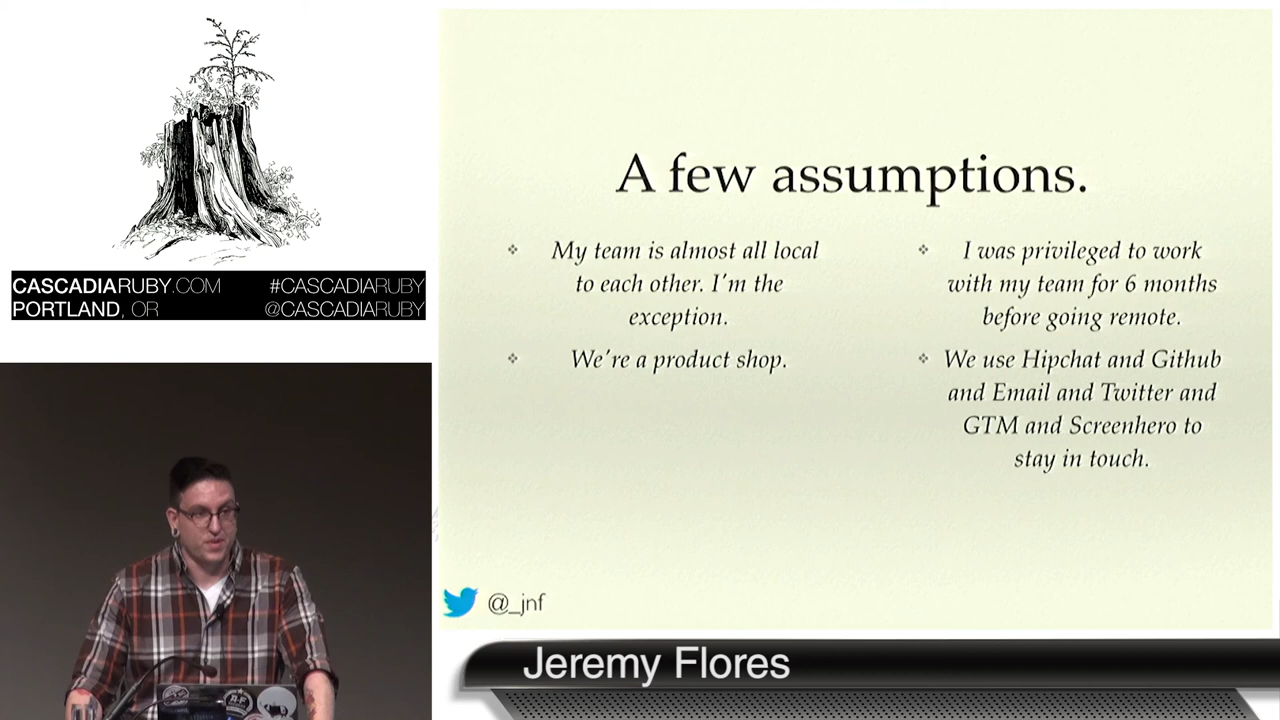 CASCADIARUBY.COM #CASCADIARUBY
PORTLAND, OR @CASCADIARUBY
A few assumptions.
My team is almost all local
to each other. I'm the
exception.
We're a product shop.
I was privileged to work
with my team for 6 months
before going remote.
We use Hipchat and Github
and Email and Twitter and
GTM and Screenhero to
stay in touch.
@_jnf
Jeremy Flores